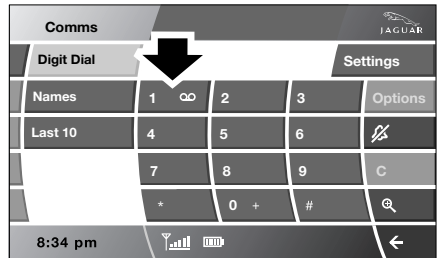 Comms JAGUAR
Digit Dial Settings
Names 1 2 3 Options
Last 10 4 5 6
7 8 9 C
* 0 + #
8:34 pm